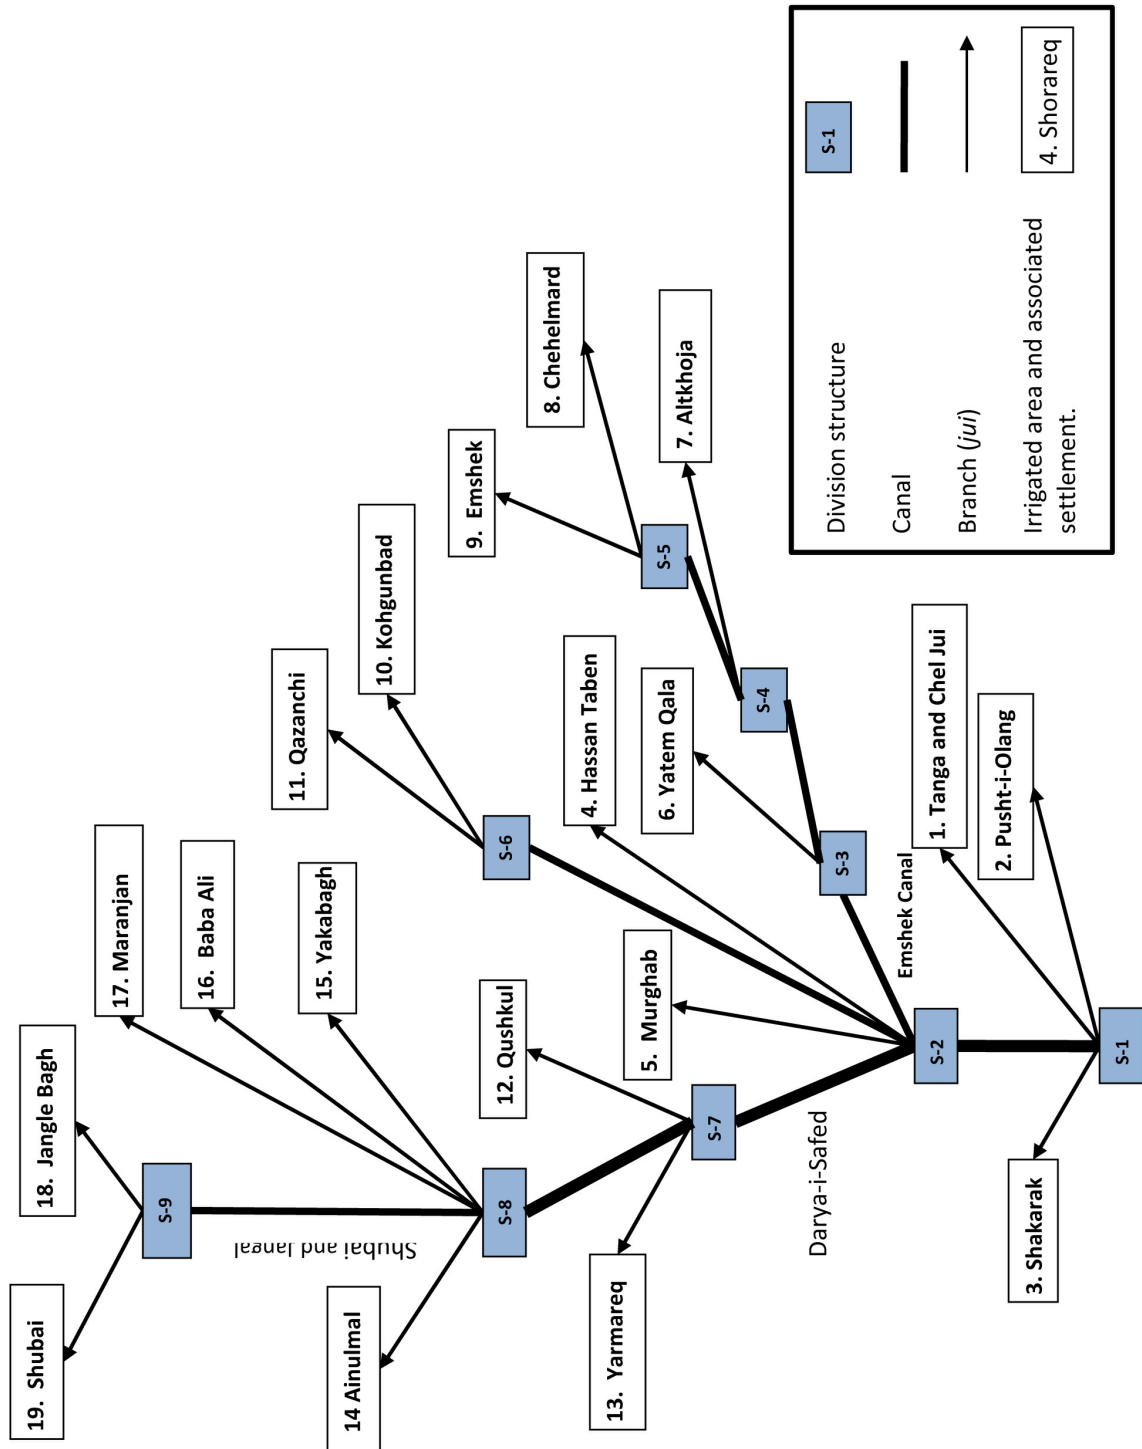 19. Shubai
18. Jangle Bagh
17. Maranjan
16. Baba Ali
15. Yakabagh
14 Ainulmal
S-9
Shubai and Jangal
S-8
11. Qazanchi
10. Kohgunbad
S-6
9. Emshek
8. Chehelmard
S-5
7. Altkhoja
S-4
4. Hassan Taben
6. Yatem Qala
S-3
5. Murghab
12. Qushkul
13. Yarmareq
S-7
Emshek Canal
Darya-i-Safed
S-2
1. Tanga and Chel Jui
2. Pusht-i-Olang
3. Shakarak
S-1
Division structure
S-1
Canal
Branch (jui)
Irrigated area and associated
settlement.
4. Shorareq